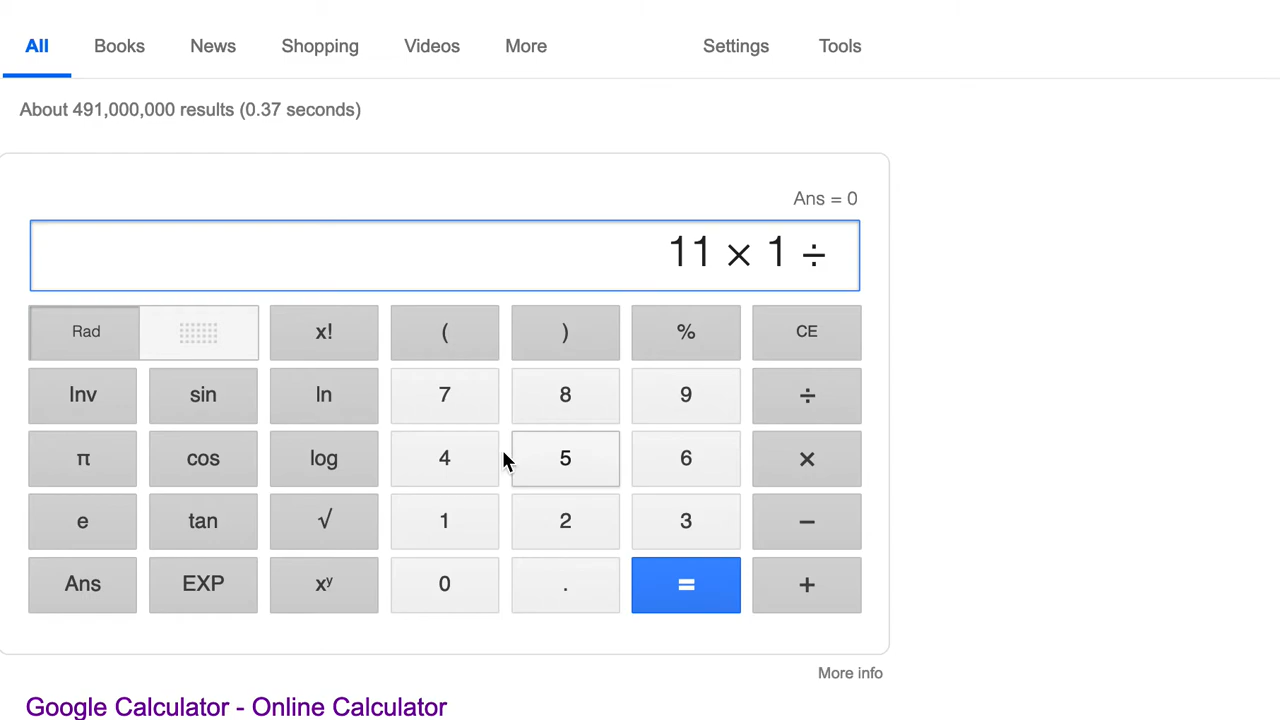 All Books News Shopping Videos More Settings Tools
About 491,000,000 results (0.37 seconds)
Ans = 0
11 × 1 ÷
Rad x! ( ) % CE
Inv sin ln 7 8 9 ÷
π cos log 4 5 6 ×
e tan √ 1 2 3 −
Ans EXP xʸ 0 . = +
More info
Google Calculator - Online Calculator